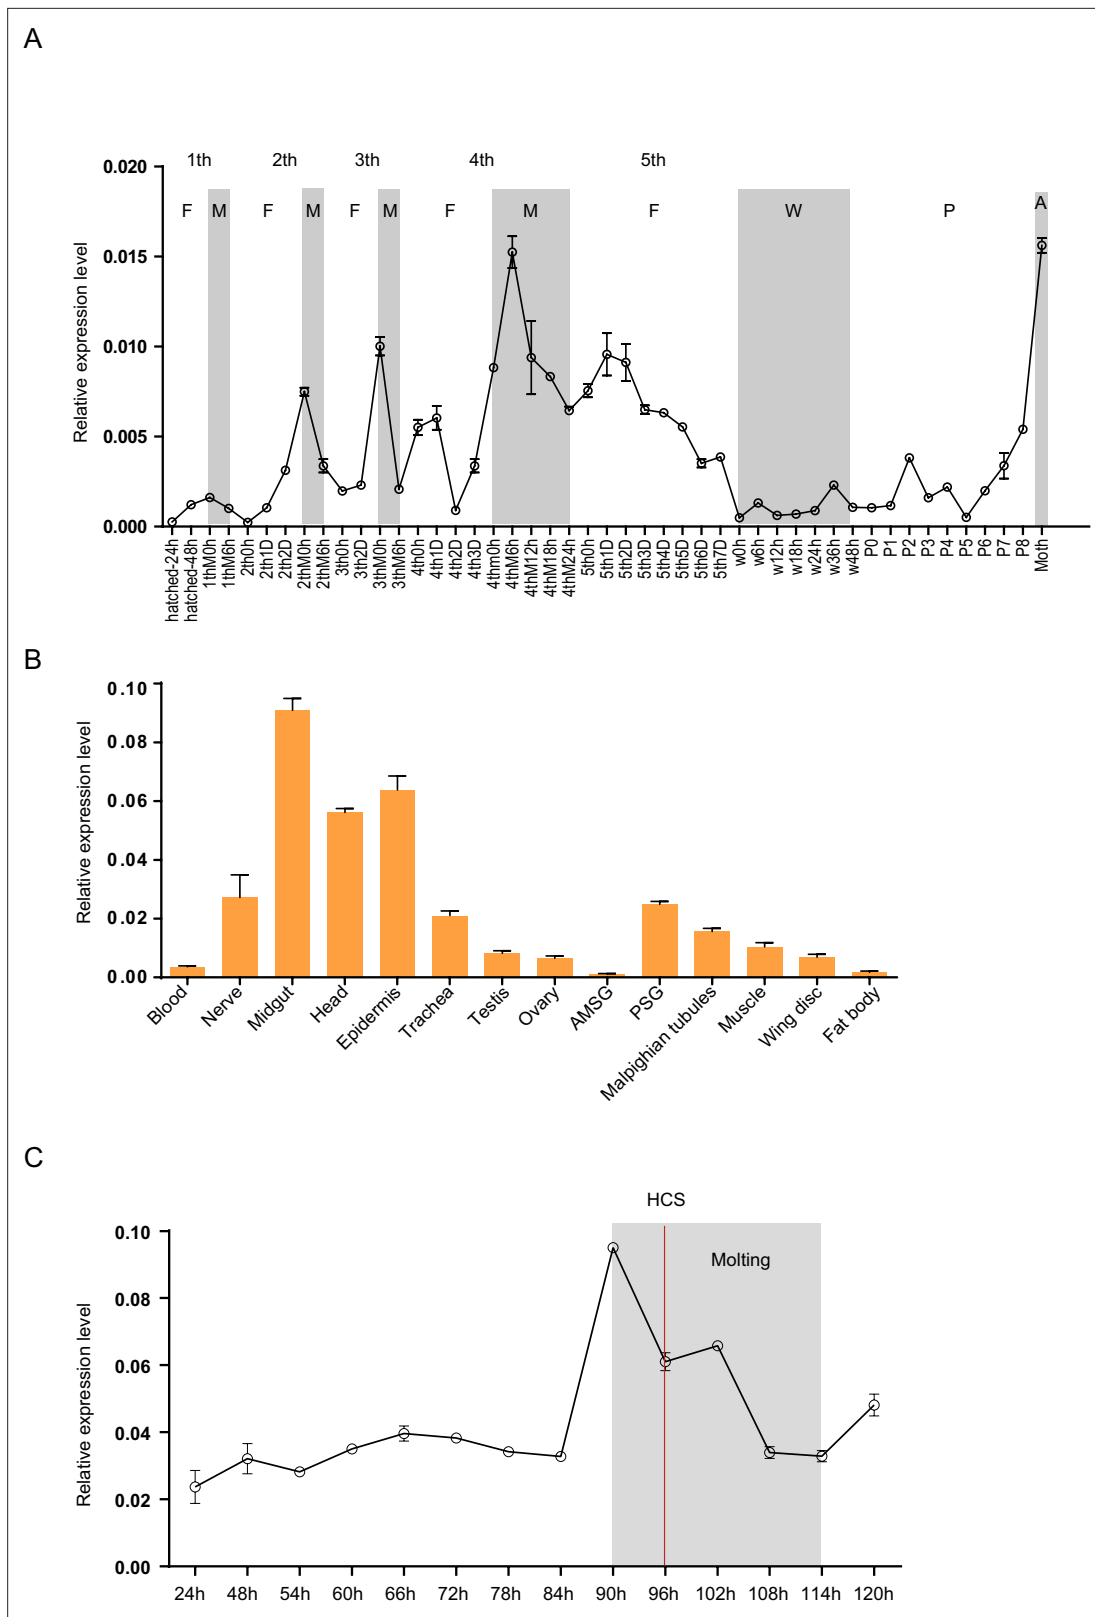 A
1th 2th 3th 4th 5th
0.020
F M F M F M F M F W P A
0.015
0.010
0.005
0.000
Relative expression level
hatched-24h hatched-48h 1thM0h 1thM6h 2th0h 2th1D 2th2D 2thM0h 2thM6h 3th0h 3th2D 3thM0h 3thM6h 4th0h 4th1D 4th2D 4th3D 4thm0h 4thM6h 4thM12h 4thM18h 4thM24h 5th0h 5th1D 5th2D 5th3D 5th4D 5th5D 5th6D 5th7D w0h w6h w12h w18h w24h w36h w48h P0 P1 P2 P3 P4 P5 P6 P7 P8 Moth
B
0.10
0.08
0.06
0.04
0.02
0.00
Relative expression level
Blood Nerve Midgut Head Epidermis Trachea Testis Ovary AMSG PSG Malpighian tubules Muscle Wing disc Fat body
C
HCS
Molting
0.10
0.08
0.06
0.04
0.02
0.00
Relative expression level
24h 48h 54h 60h 66h 72h 78h 84h 90h 96h 102h 108h 114h 120h